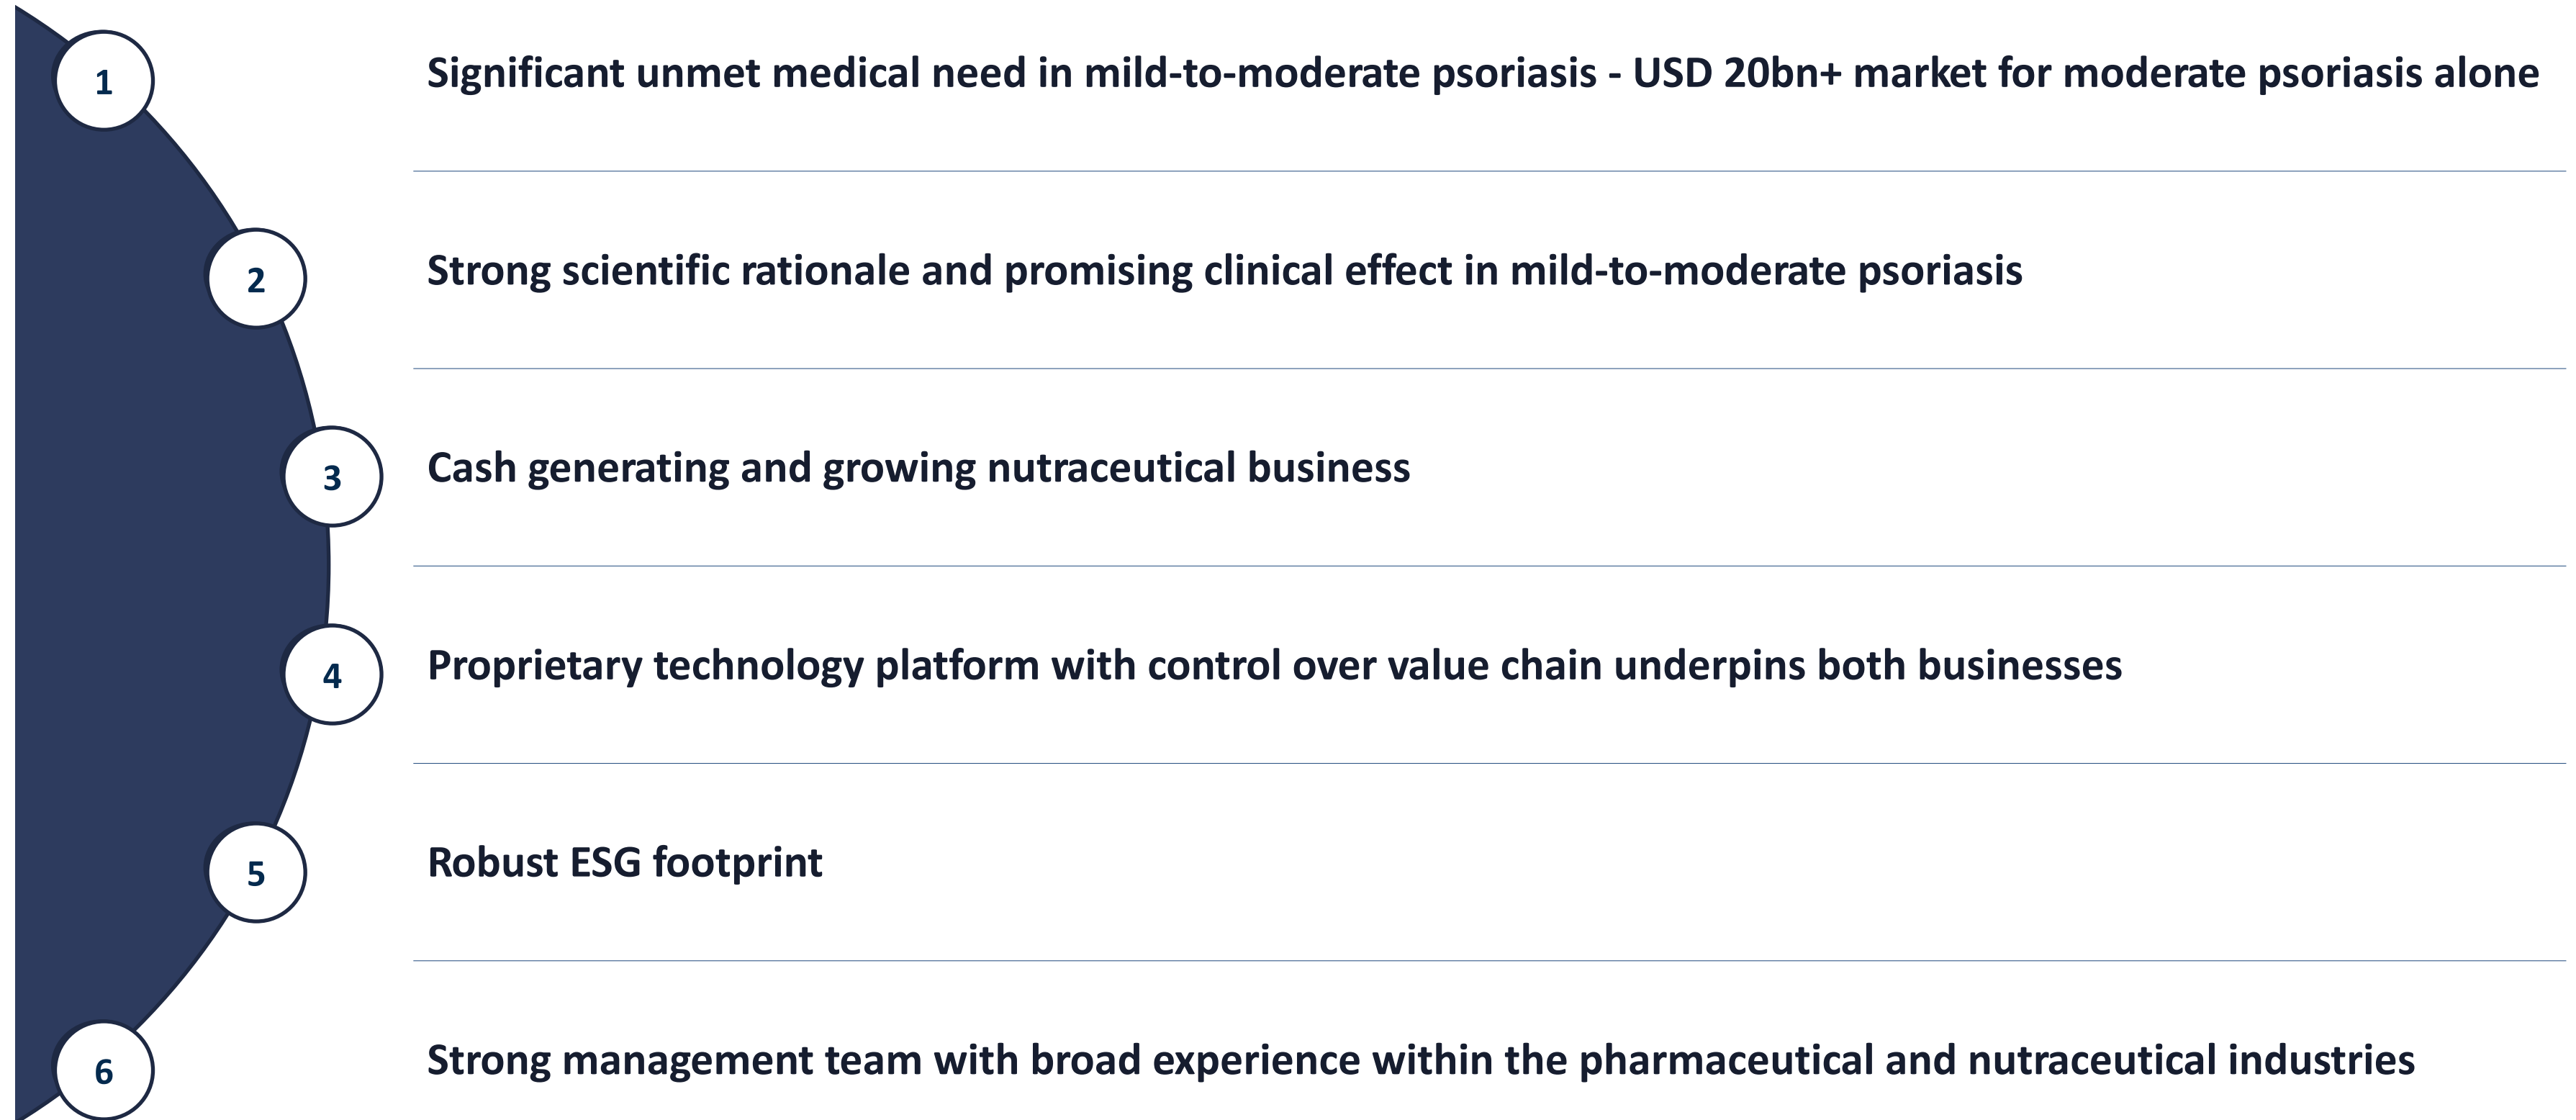 1
Significant unmet medical need in mild-to-moderate psoriasis - USD 20bn+ market for moderate psoriasis alone
2
Strong scientific rationale and promising clinical effect in mild-to-moderate psoriasis
3
Cash generating and growing nutraceutical business
4
Proprietary technology platform with control over value chain underpins both businesses
5
Robust ESG footprint
6
Strong management team with broad experience within the pharmaceutical and nutraceutical industries